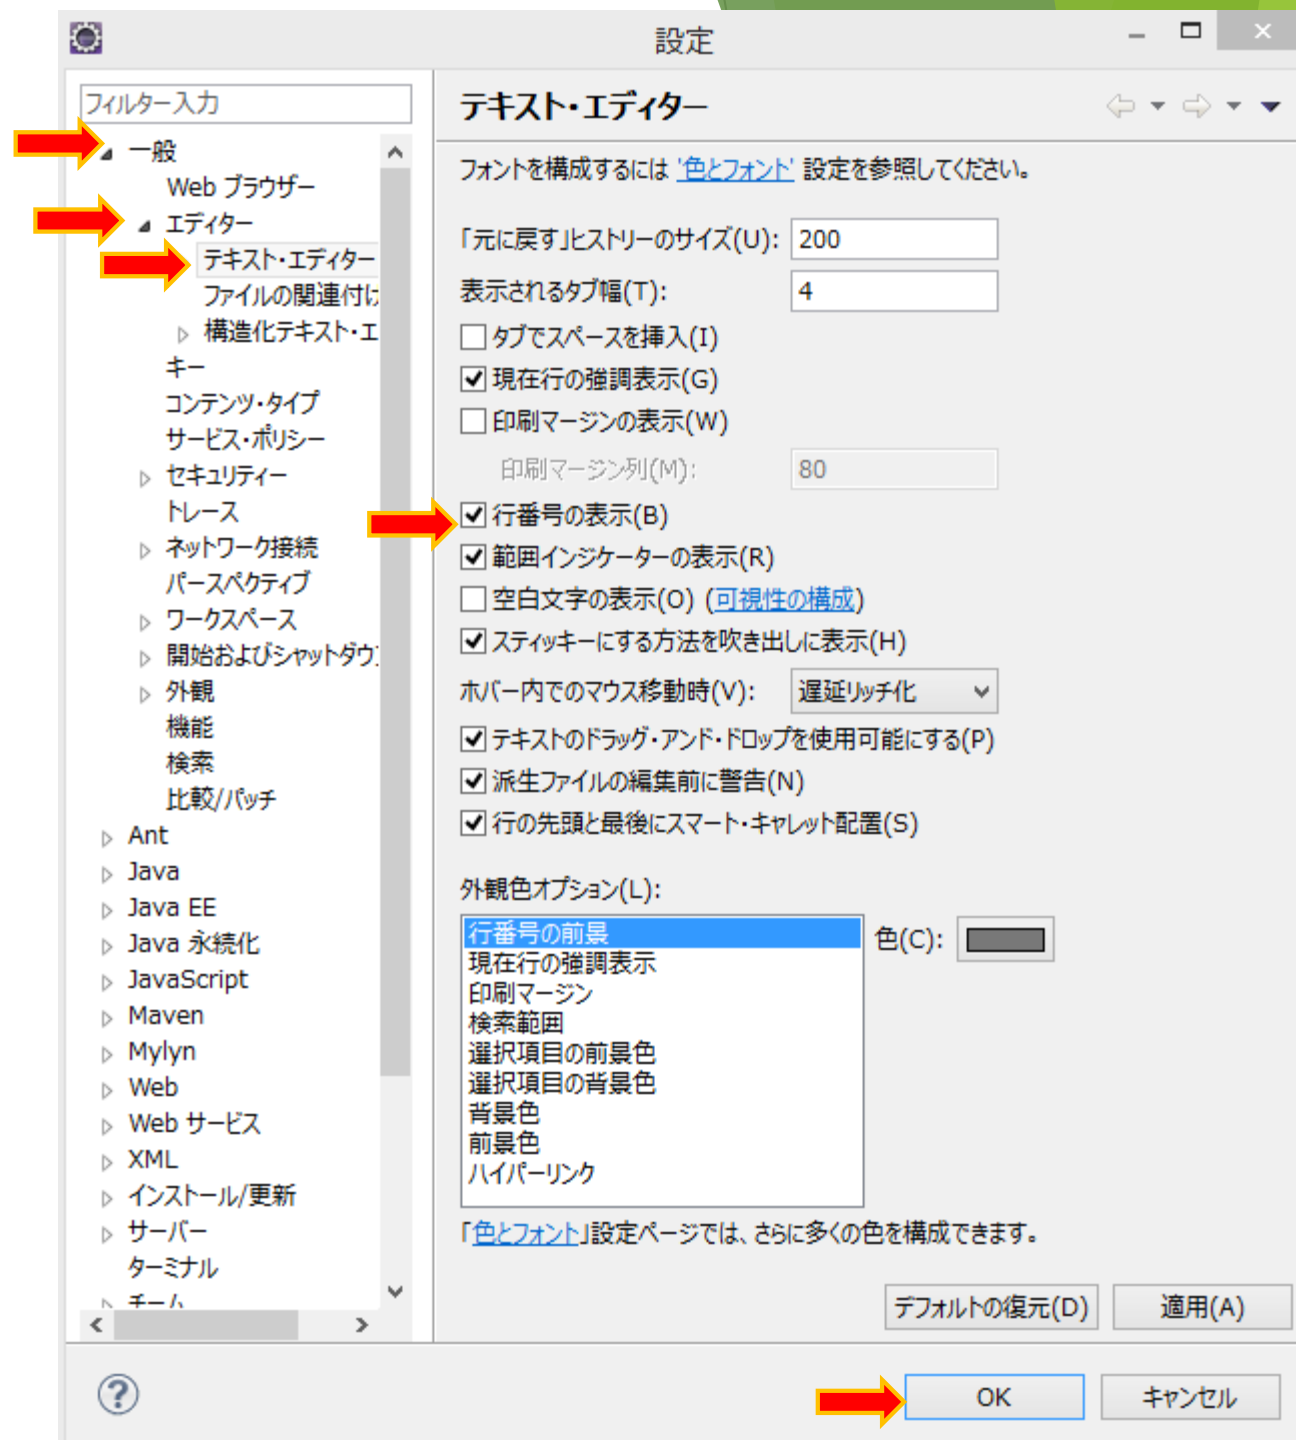 設定
フィルター入力
一般
Web ブラウザー
エディター
テキスト・エディター
ファイルの関連付け
構造化テキスト・エ
キー
コンテンツ・タイプ
サービス・ポリシー
セキュリティー
トレース
ネットワーク接続
パースペクティブ
ワークスペース
開始およびシャットダウ
外観
機能
検索
比較/パッチ
Ant
Java
Java EE
Java 永続化
JavaScript
Maven
Mylyn
Web
Web サービス
XML
インストール/更新
サーバー
ターミナル
チーム
テキスト・エディター
フォントを構成するには '色とフォント' 設定を参照してください。
「元に戻す」ヒストリーのサイズ(U): 200
表示されるタブ幅(T): 4
タブでスペースを挿入(I)
現在行の強調表示(G)
印刷マージンの表示(W)
印刷マージン列(M): 80
行番号の表示(B)
範囲インジケーターの表示(R)
空白文字の表示(O) (可視性の構成)
スティッキーにする方法を吹き出しに表示(H)
ホバー内でのマウス移動時(V): 遅延リッチ化
テキストのドラッグ・アンド・ドロップを使用可能にする(P)
派生ファイルの編集前に警告(N)
行の先頭と最後にスマート・キャレット配置(S)
外観色オプション(L):
行番号の前景
現在行の強調表示
印刷マージン
検索範囲
選択項目の前景色
選択項目の背景色
背景色
前景色
ハイパーリンク
色(C):
「色とフォント」設定ページでは、さらに多くの色を構成できます。
デフォルトの復元(D) 適用(A)
OK キャンセル